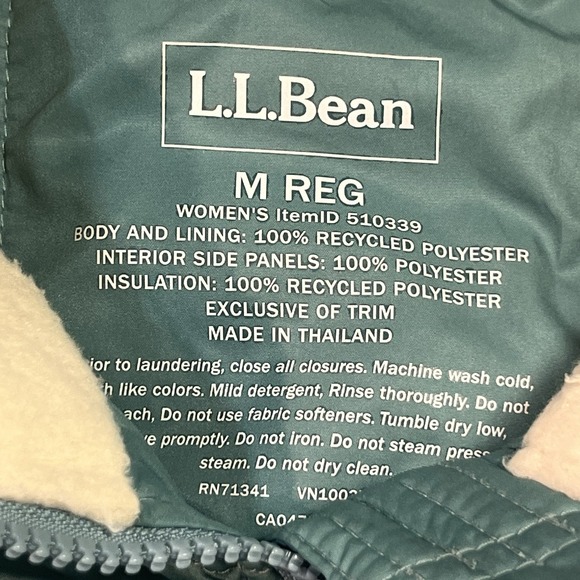 L.L.Bean
M REG
WOMEN'S ItemID 510339
BODY AND LINING: 100% RECYCLED POLYESTER
INTERIOR SIDE PANELS: 100% POLYESTER
INSULATION: 100% RECYCLED POLYESTER
EXCLUSIVE OF TRIM
MADE IN THAILAND
to laundering, close all closures. Machine wash cold,
like colors. Mild detergent, Rinse thoroughly. Do not
Do not use fabric softeners. Tumble dry low,
promptly. Do not iron. Do not steam
steam. Do not dry clean.
RN71341